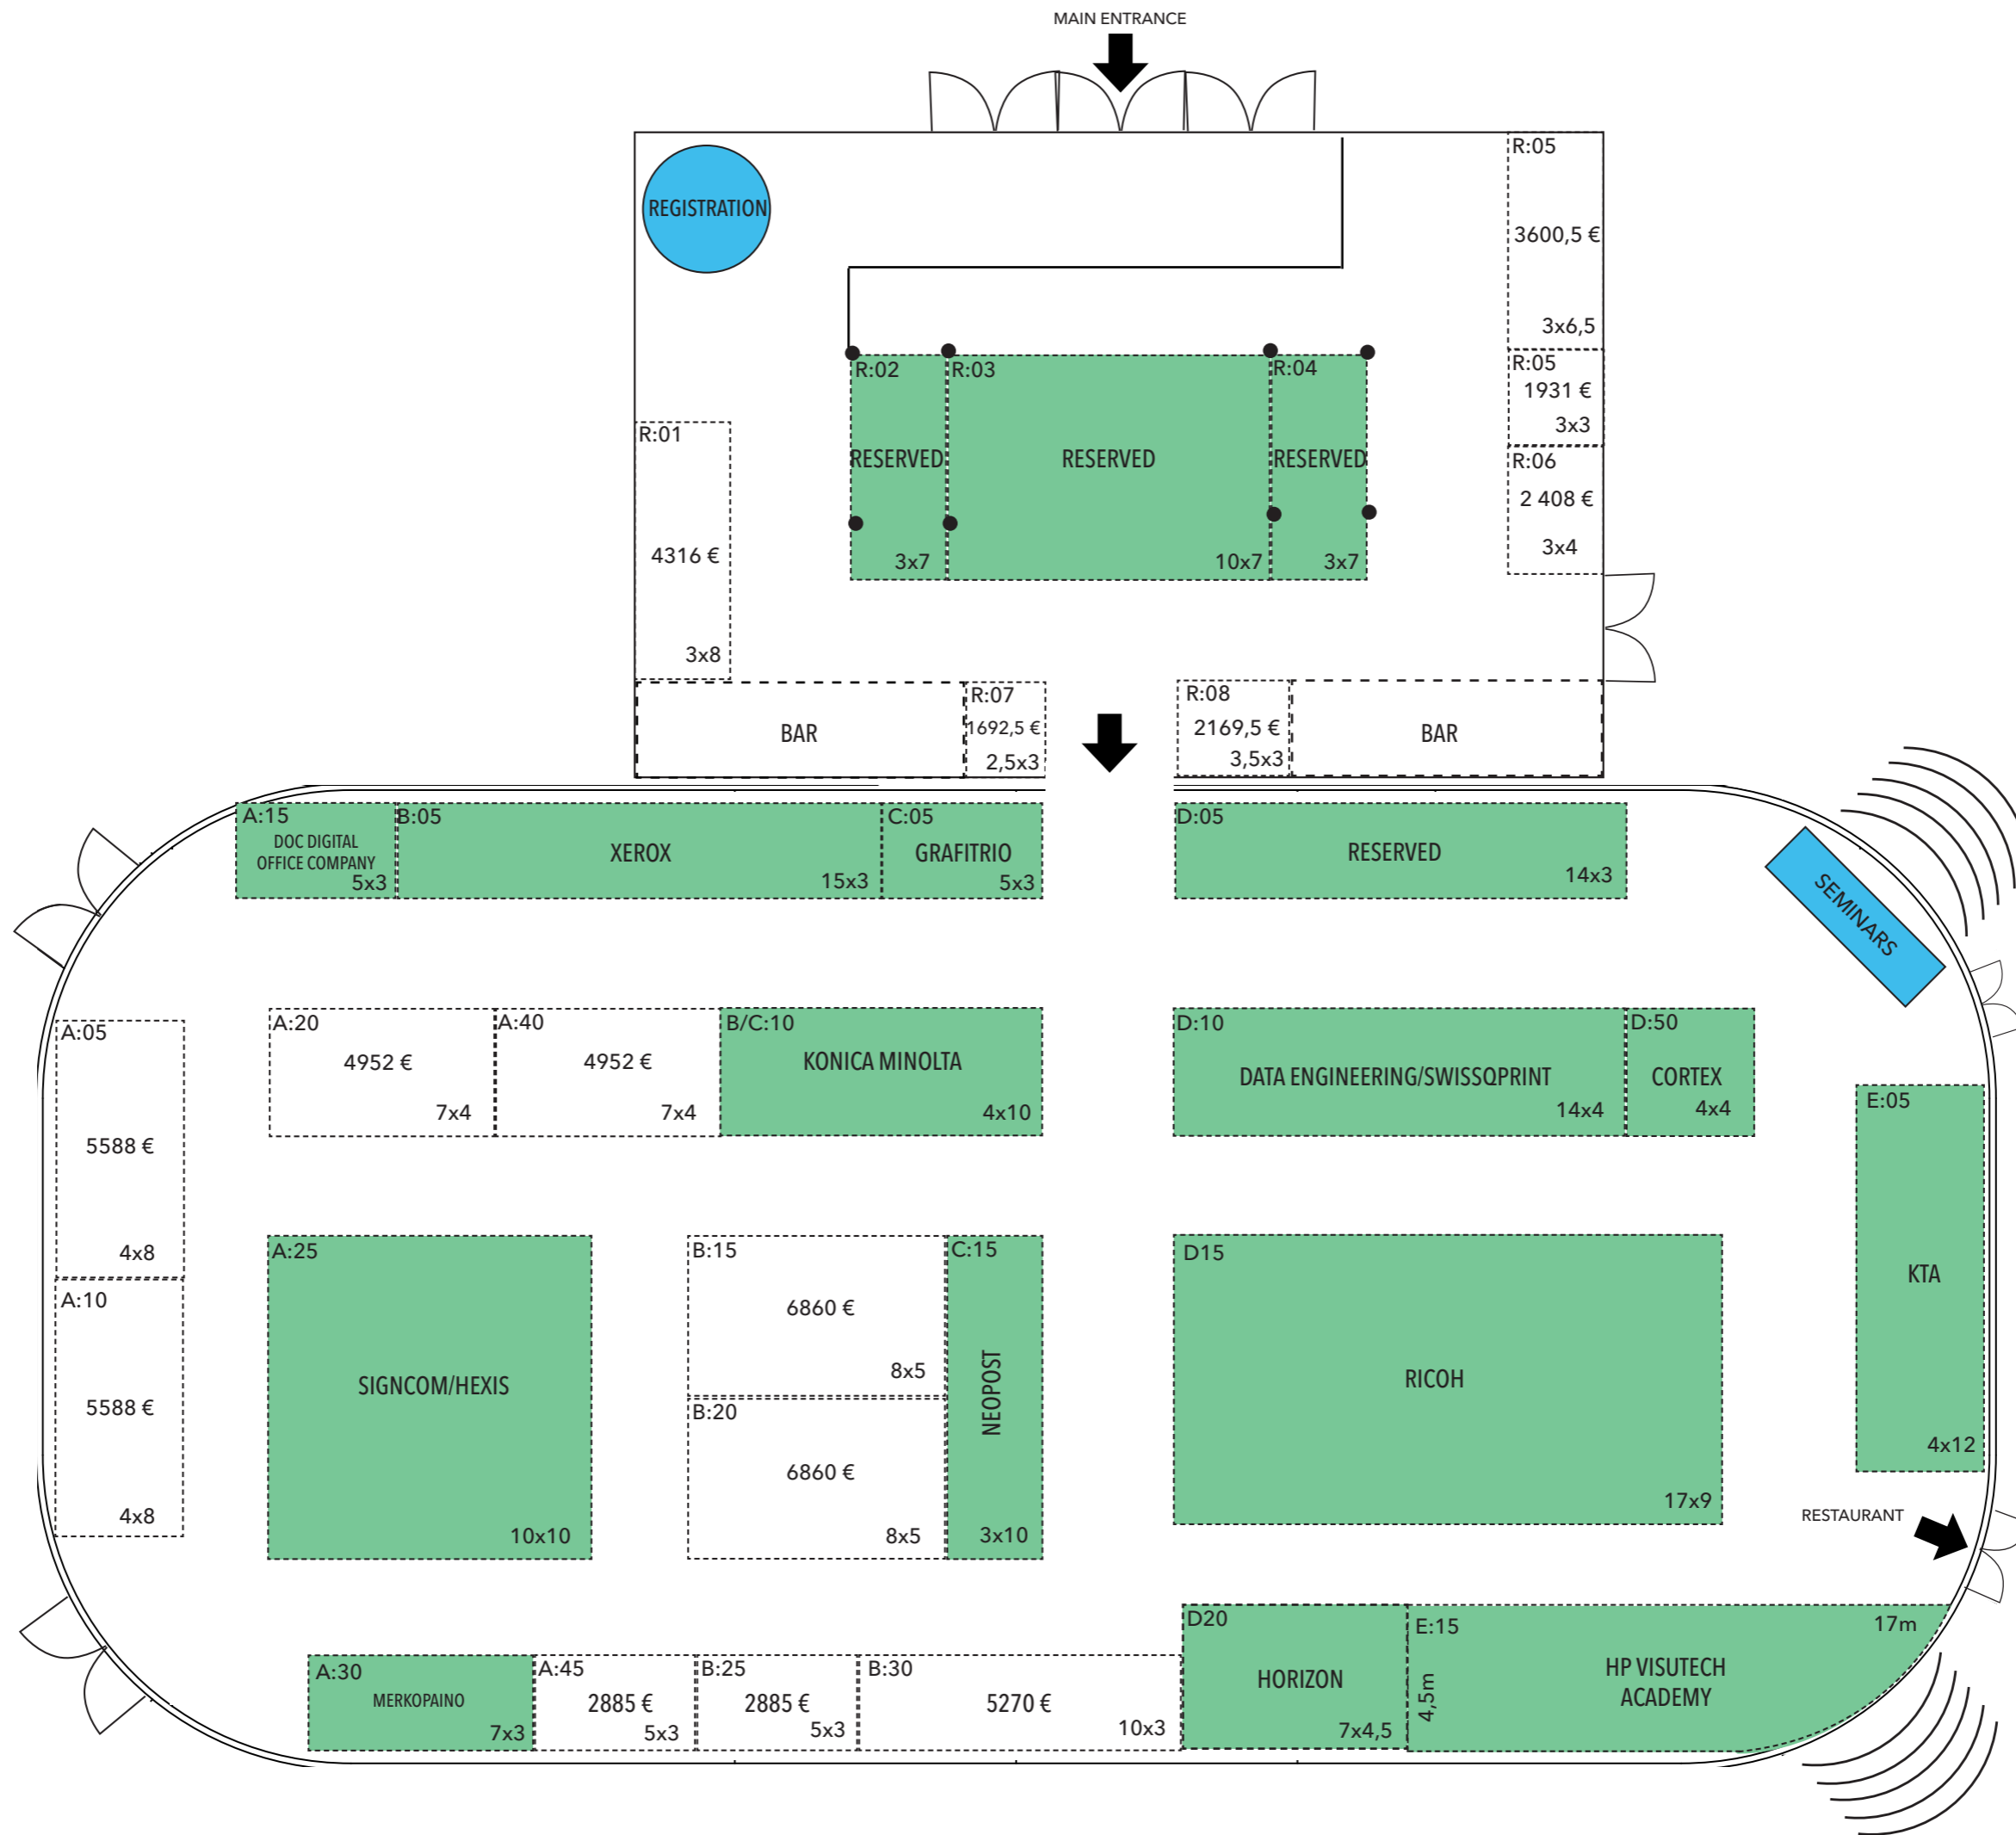 MAIN ENTRANCE
REGISTRATION
R:05
3600,5 €
3x6,5
R:05
1931 €
3x3
R:06
2 408 €
3x4
R:02
RESERVED
3x7
R:03
RESERVED
10x7
R:04
RESERVED
3x7
R:01
4316 €
3x8
BAR
R:07
1692,5 €
2,5x3
R:08
2169,5 €
3,5x3
BAR
A:15
DOC DIGITAL
OFFICE COMPANY
5x3
B:05
XEROX
15x3
C:05
GRAFITRIO
5x3
D:05
RESERVED
14x3
SEMINARS
A:05
5588 €
4x8
A:20
4952 €
7x4
A:40
4952 €
7x4
B/C:10
KONICA MINOLTA
4x10
D:10
DATA ENGINEERING/SWISSQPRINT
14x4
D:50
CORTEX
4x4
E:05
KTA
4x12
A:10
5588 €
4x8
A:25
SIGNCOM/HEXIS
10x10
B:15
6860 €
8x5
B:20
6860 €
8x5
C:15
NEOPOST
3x10
D15
RICOH
17x9
RESTAURANT
A:30
MERKOPAINO
7x3
A:45
2885 €
5x3
B:25
2885 €
5x3
B:30
5270 €
10x3
D20
HORIZON
7x4,5
E:15
17m
4,5m
HP VISUTECH
ACADEMY